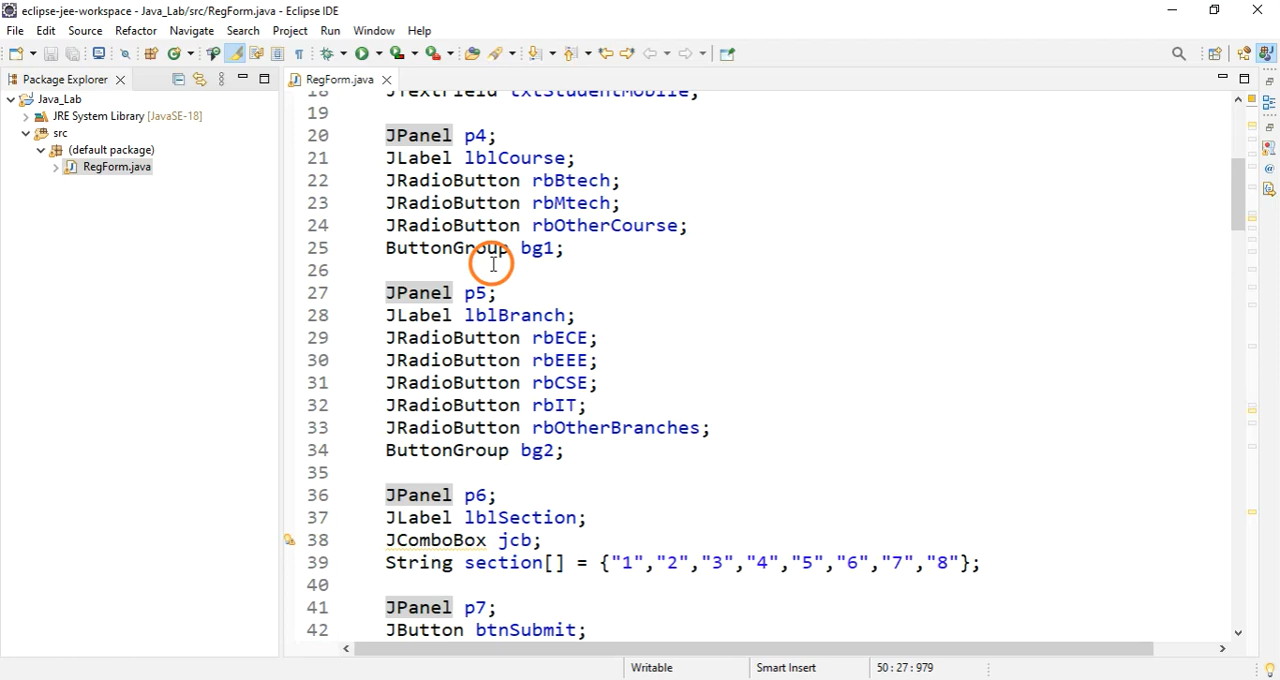 eclipse-jee-workspace - Java_Lab/src/RegForm.java - Eclipse IDE
File Edit Source Refactor Navigate Search Project Run Window Help
Package Explorer
RegForm.java
Java_Lab
JRE System Library [JavaSE-18]
src
(default package)
RegForm.java
18 JTextField txtStudentMobile;
19
20 JPanel p4;
21 JLabel lblCourse;
22 JRadioButton rbBtech;
23 JRadioButton rbMtech;
24 JRadioButton rbOtherCourse;
25 ButtonGroup bg1;
26
27 JPanel p5;
28 JLabel lblBranch;
29 JRadioButton rbECE;
30 JRadioButton rbEEE;
31 JRadioButton rbCSE;
32 JRadioButton rbIT;
33 JRadioButton rbOtherBranches;
34 ButtonGroup bg2;
35
36 JPanel p6;
37 JLabel lblSection;
38 JComboBox jcb;
39 String section[] = {"1","2","3","4","5","6","7","8"};
40
41 JPanel p7;
42 JButton btnSubmit;
Writable Smart Insert 50:27:979